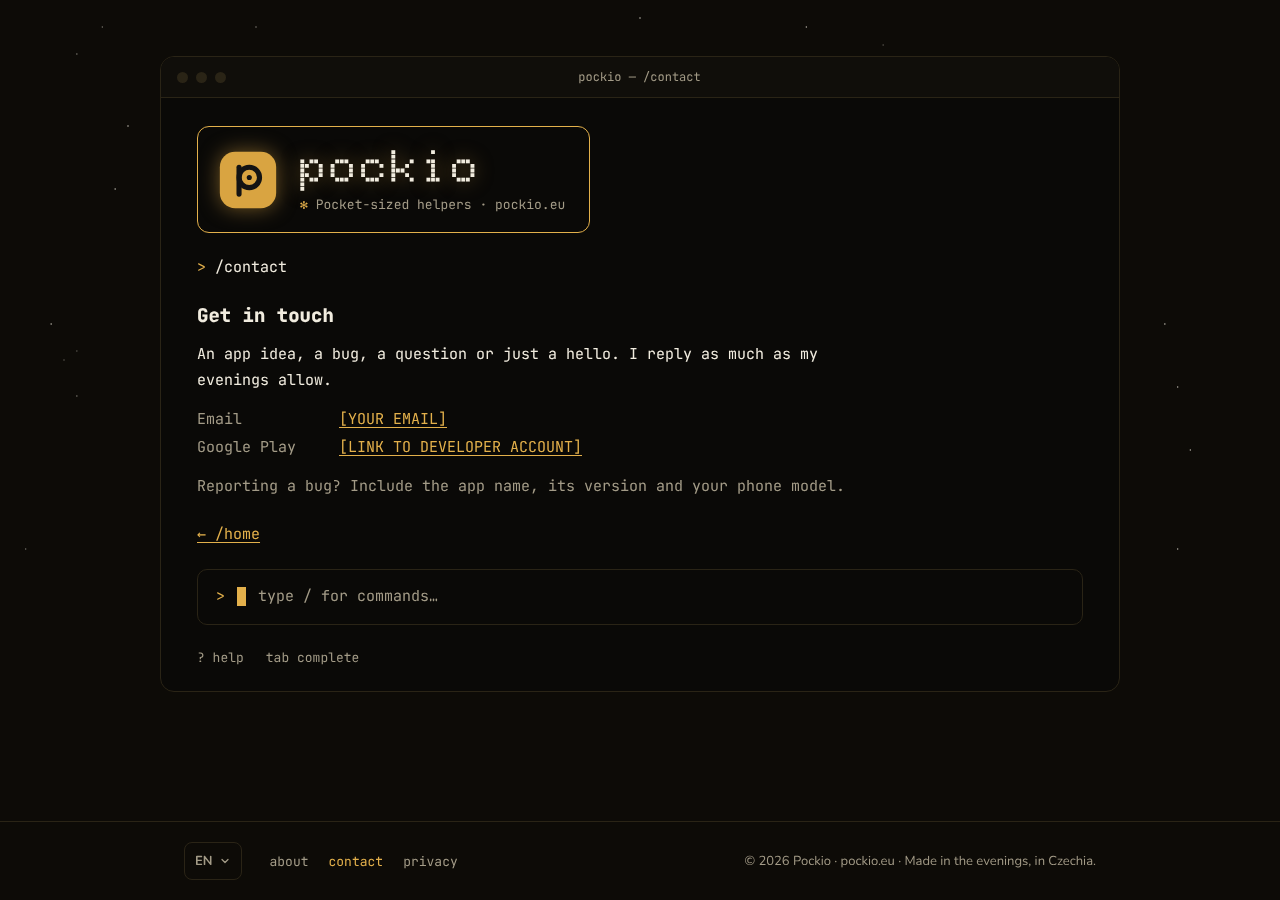 pockio — /contact
pockio
✻ Pocket-sized helpers · pockio.eu
> /contact
Get in touch
An app idea, a bug, a question or just a hello. I reply as much as my
evenings allow.
Email [YOUR EMAIL]
Google Play [LINK TO DEVELOPER ACCOUNT]
Reporting a bug? Include the app name, its version and your phone model.
← /home
> type / for commands…
? help tab complete
EN about contact privacy © 2026 Pockio · pockio.eu · Made in the evenings, in Czechia.